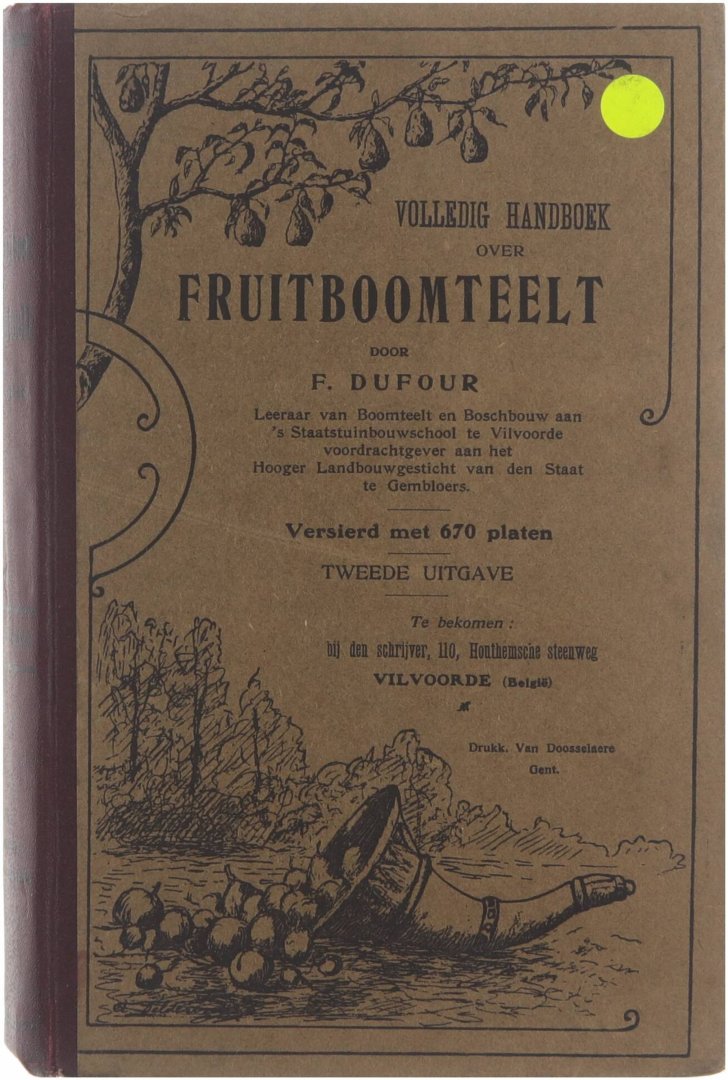 VOLLEDIG HANDBOEK
OVER
FRUITBOOMTEELT
DOOR
F. DUFOUR
Leeraar van Boomteelt en Boschbouw aan
's Staatstuinbouwschool te Vilvoorde
voordrachtgever aan het
Hooger Landbouwgesticht van den Staat
te Gembloers.
Versierd met 670 platen
TWEEDE UITGAVE
Te bekomen :
bij den schrijver, 110, Houthemsche steenweg
VILVOORDE (België)
Drukk. Van Doosselaere
Gent.